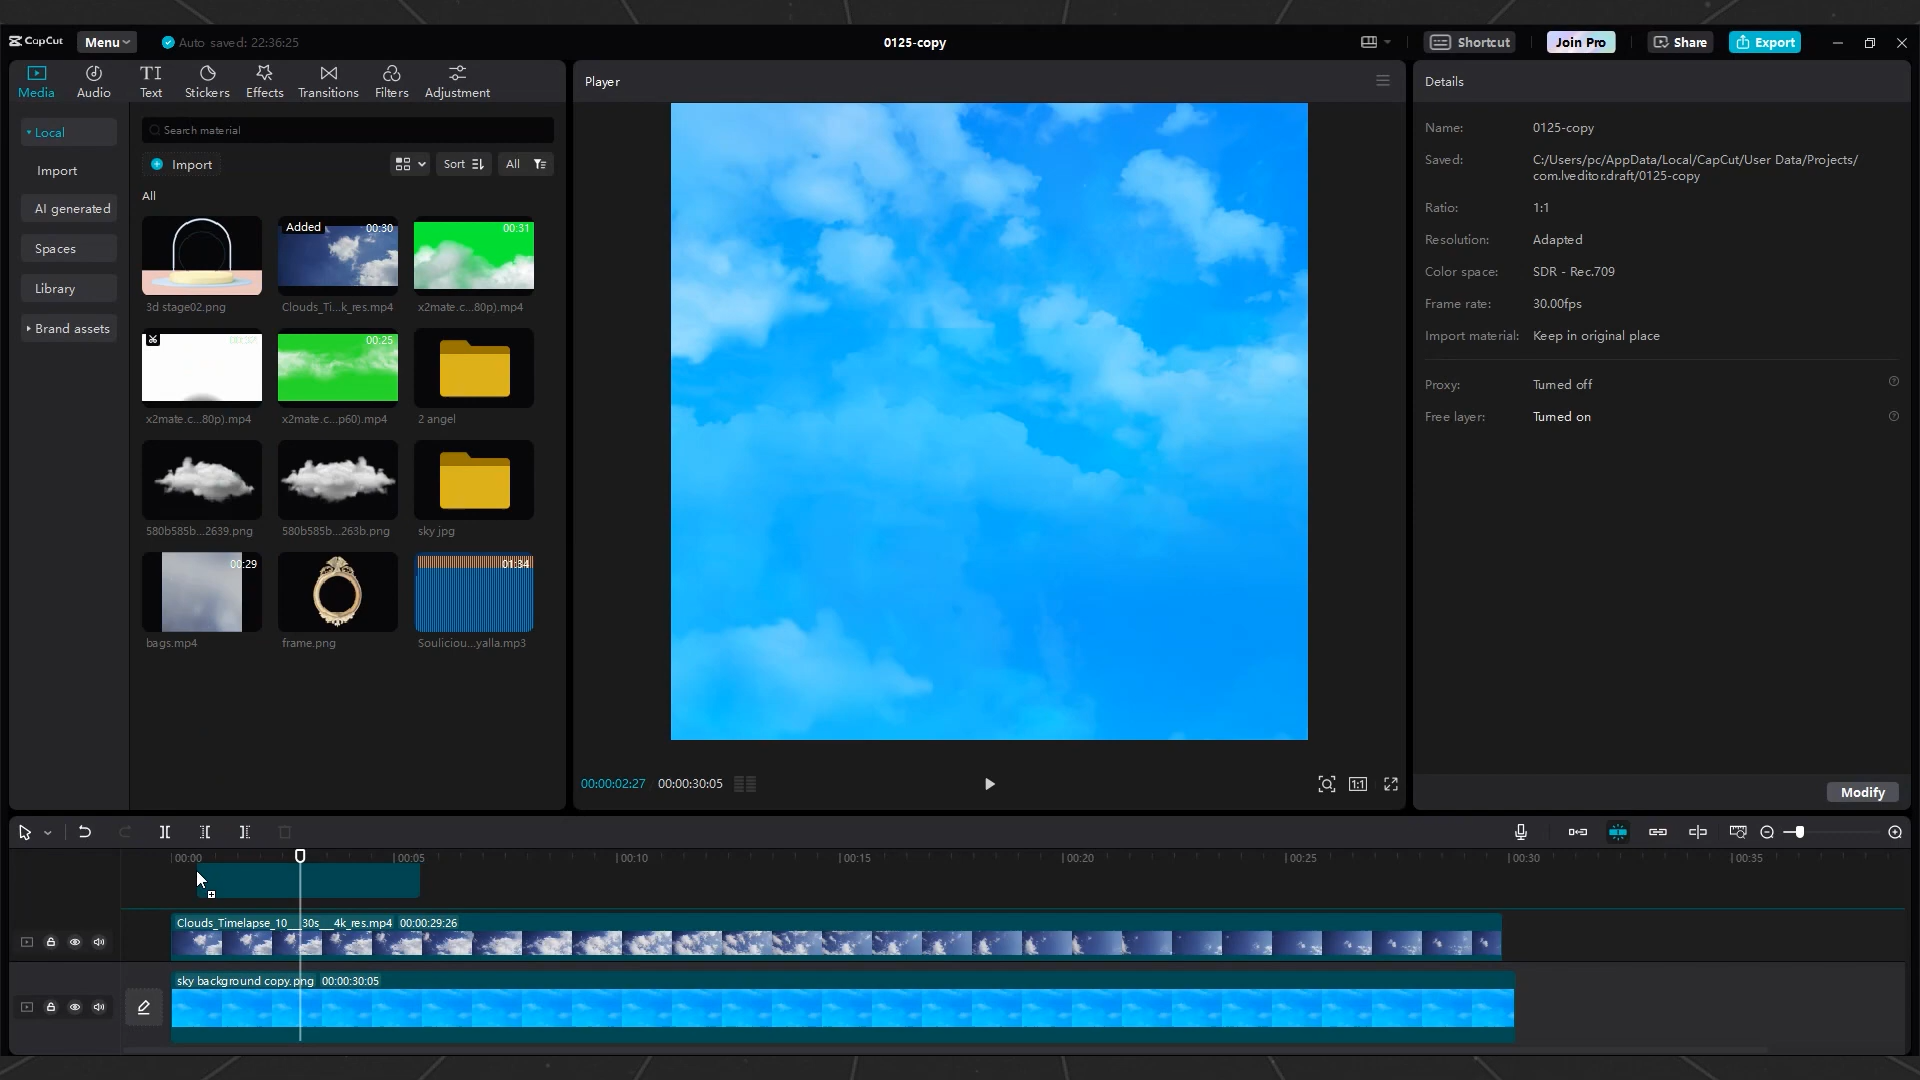 CapCut
Menu
Auto saved: 22:36:25
0125-copy
Shortcut
Join Pro
Share
Export
Media
Audio
TI
Text
Stickers
Effects
Transitions
Filters
Adjustment
Local
Import
AI generated
Spaces
Library
Brand assets
Search material
Import
Sort
All
All
3d stage02.png
Added
00:30
Clouds_Ti...k_res.mp4
00:31
x2mate.c...80p).mp4
x2mate.c...80p).mp4
00:25
x2mate.c...p60).mp4
2 angel
580b585b...2639.png
580b585b...263b.png
sky jpg
00:29
bags.mp4
frame.png
01:34
Souliciou...yalla.mp3
Player
00:00:02:27
00:00:30:05
1:1
Details
Name: 0125-copy
Saved: C:/Users/pc/AppData/Local/CapCut/User Data/Projects/
com.lveditor.draft/0125-copy
Ratio: 1:1
Resolution: Adapted
Color space: SDR - Rec.709
Frame rate: 30.00fps
Import material: Keep in original place
Proxy: Turned off
Free layer: Turned on
Modify
00:00
00:05
00:10
00:15
00:20
00:25
00:30
00:35
Clouds_Timelapse_10___30s___4k_res.mp4 00:00:29:26
sky background copy.png 00:00:30:05